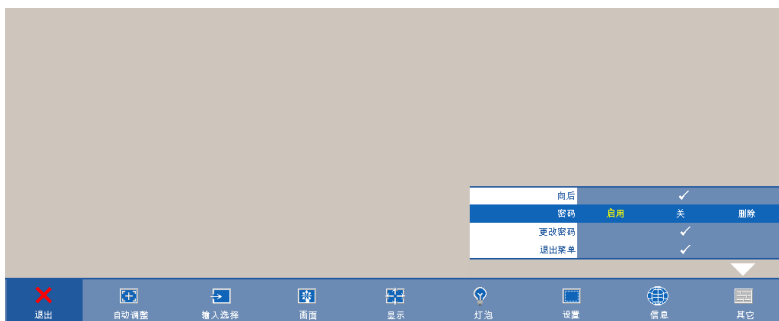 向后
密码 启用 关 删除
更改密码
退出菜单
退出 自动调整 输入选择 画面 显示 灯泡 设置 信息 其它